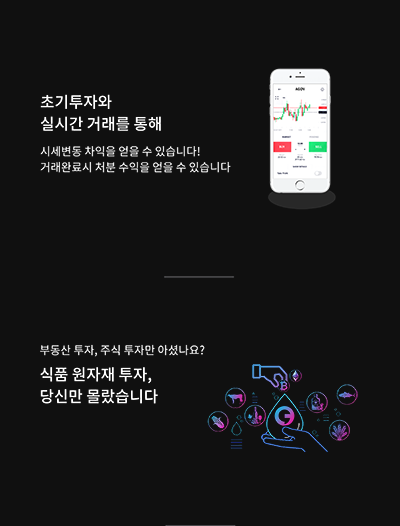 초기투자와
실시간 거래를 통해
시세변동 차익을 얻을 수 있습니다!
거래완료시 처분 수익을 얻을 수 있습니다
부동산 투자, 주식 투자만 아셨나요?
식품 원자재 투자,
당신만 몰랐습니다